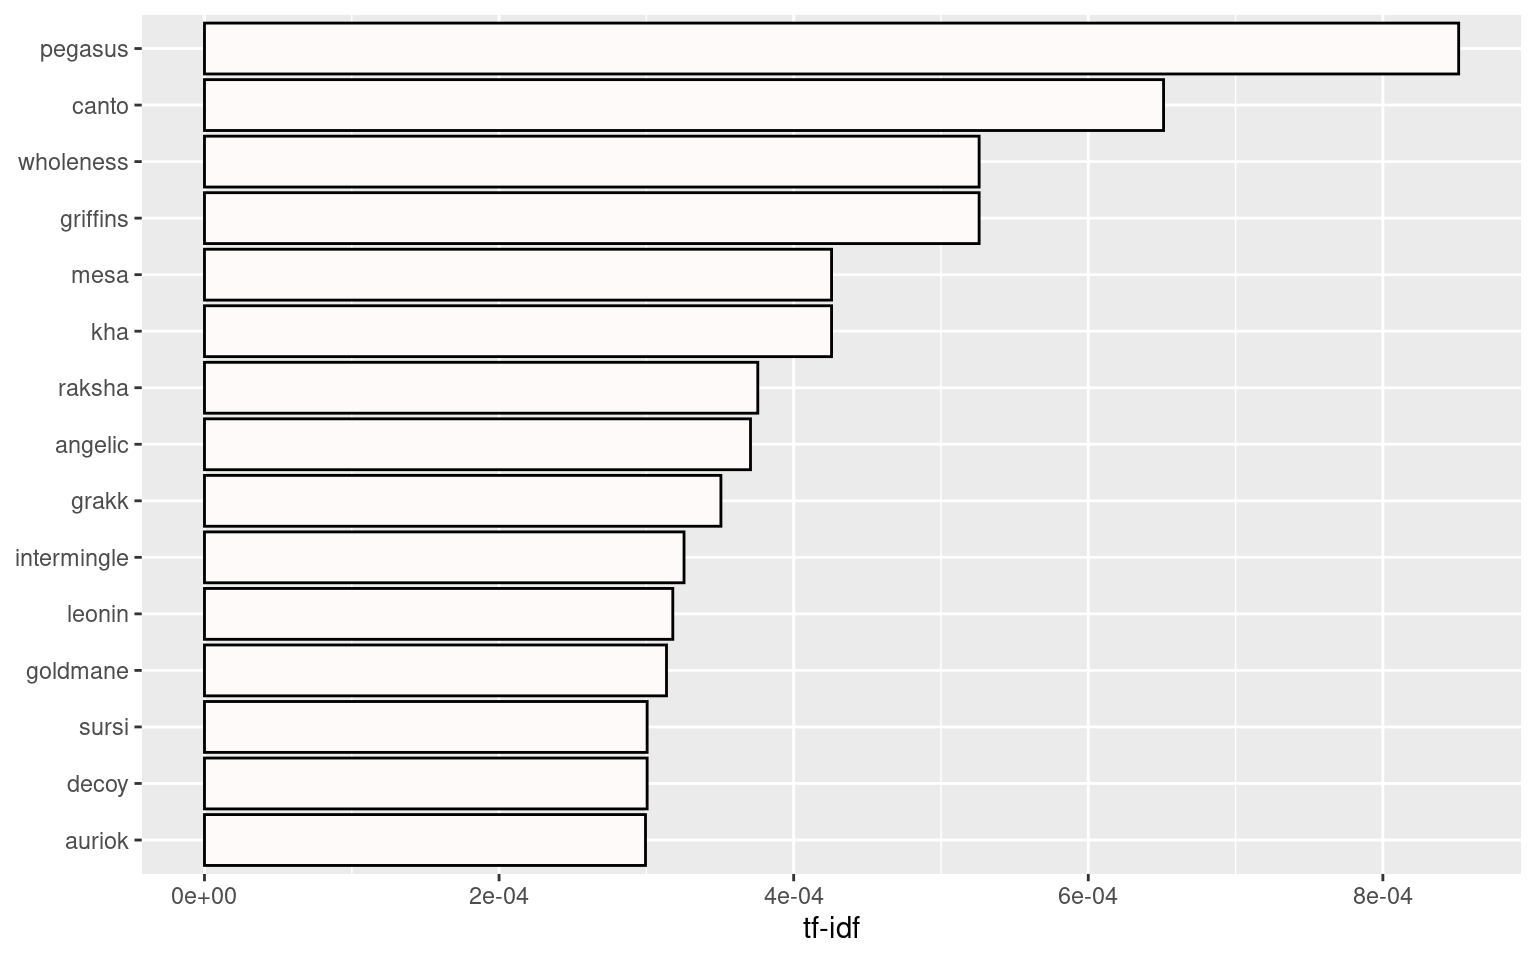 pegasus
canto
wholeness
griffins
mesa
kha
raksha
angelic
grakk
intermingle
leonin
goldmane
sursi
decoy
auriok
0e+00 2e-04 4e-04 6e-04 8e-04
tf-idf